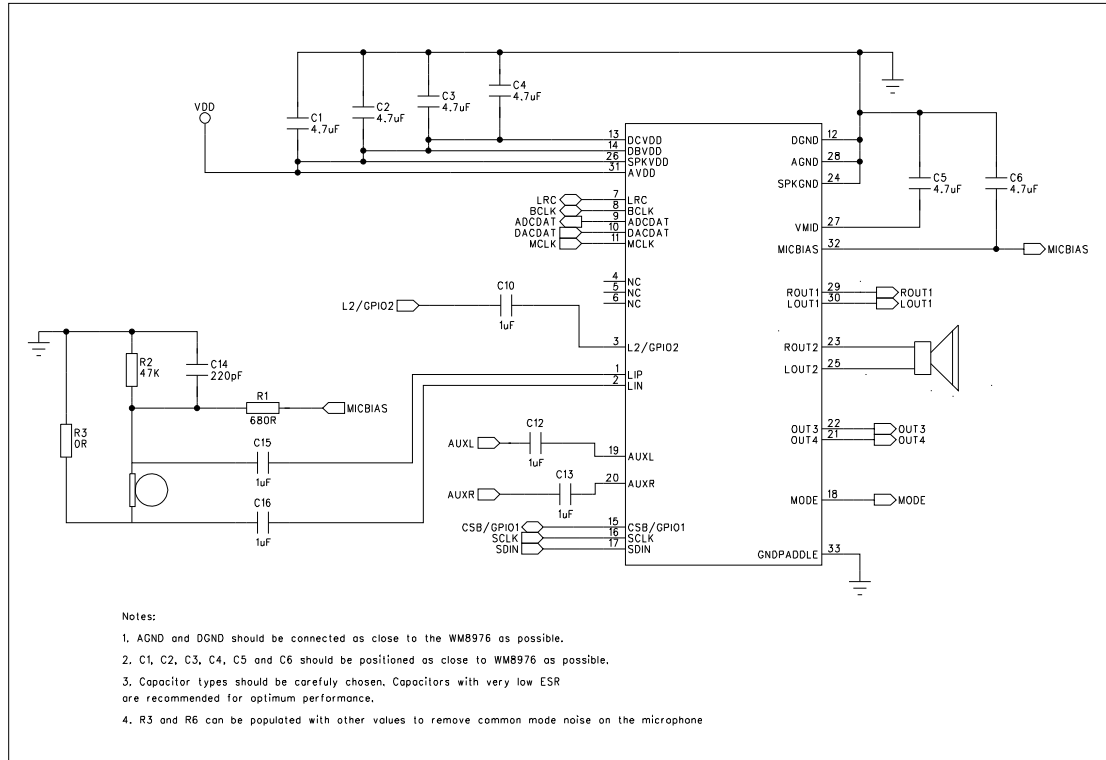 VDD
C1
4.7uF
C2
4.7uF
C3
4.7uF
C4
4.7uF
13 DCVDD
14 DBVDD
26 SPKVDD
31 AVDD
LRC 7 LRC
BCLK 8 BCLK
ADCDAT 9 ADCDAT
DACDAT 10 DACDAT
MCLK 11 MCLK
4 NC
5 NC
6 NC
L2/GPIO2
C10
1uF
3 L2/GPIO2
1 LIP
2 LIN
R2
47K
C14
220pF
R1
680R
MICBIAS
R3
0R
C15
1uF
C16
1uF
AUXL
C12
1uF
19 AUXL
AUXR
C13
1uF
20 AUXR
CSB/GPIO1 15 CSB/GPIO1
SCLK 16 SCLK
SDIN 17 SDIN
DGND 12
AGND 28
SPKGND 24
C5
4.7uF
C6
4.7uF
VMID 27
MICBIAS 32 MICBIAS
ROUT1 29 ROUT1
LOUT1 30 LOUT1
ROUT2 23
LOUT2 25
22 OUT3
21 OUT4
MODE 18 MODE
GNDPADDLE 33
Notes:
1. AGND and DGND should be connected as close to the WM8976 as possible.
2. C1, C2, C3, C4, C5 and C6 should be positioned as close to WM8976 as possible.
3. Capacitor types should be carefuly chosen. Capacitors with very low ESR
are recommended for optimum performance.
4. R3 and R6 can be populated with other values to remove common mode noise on the microphone